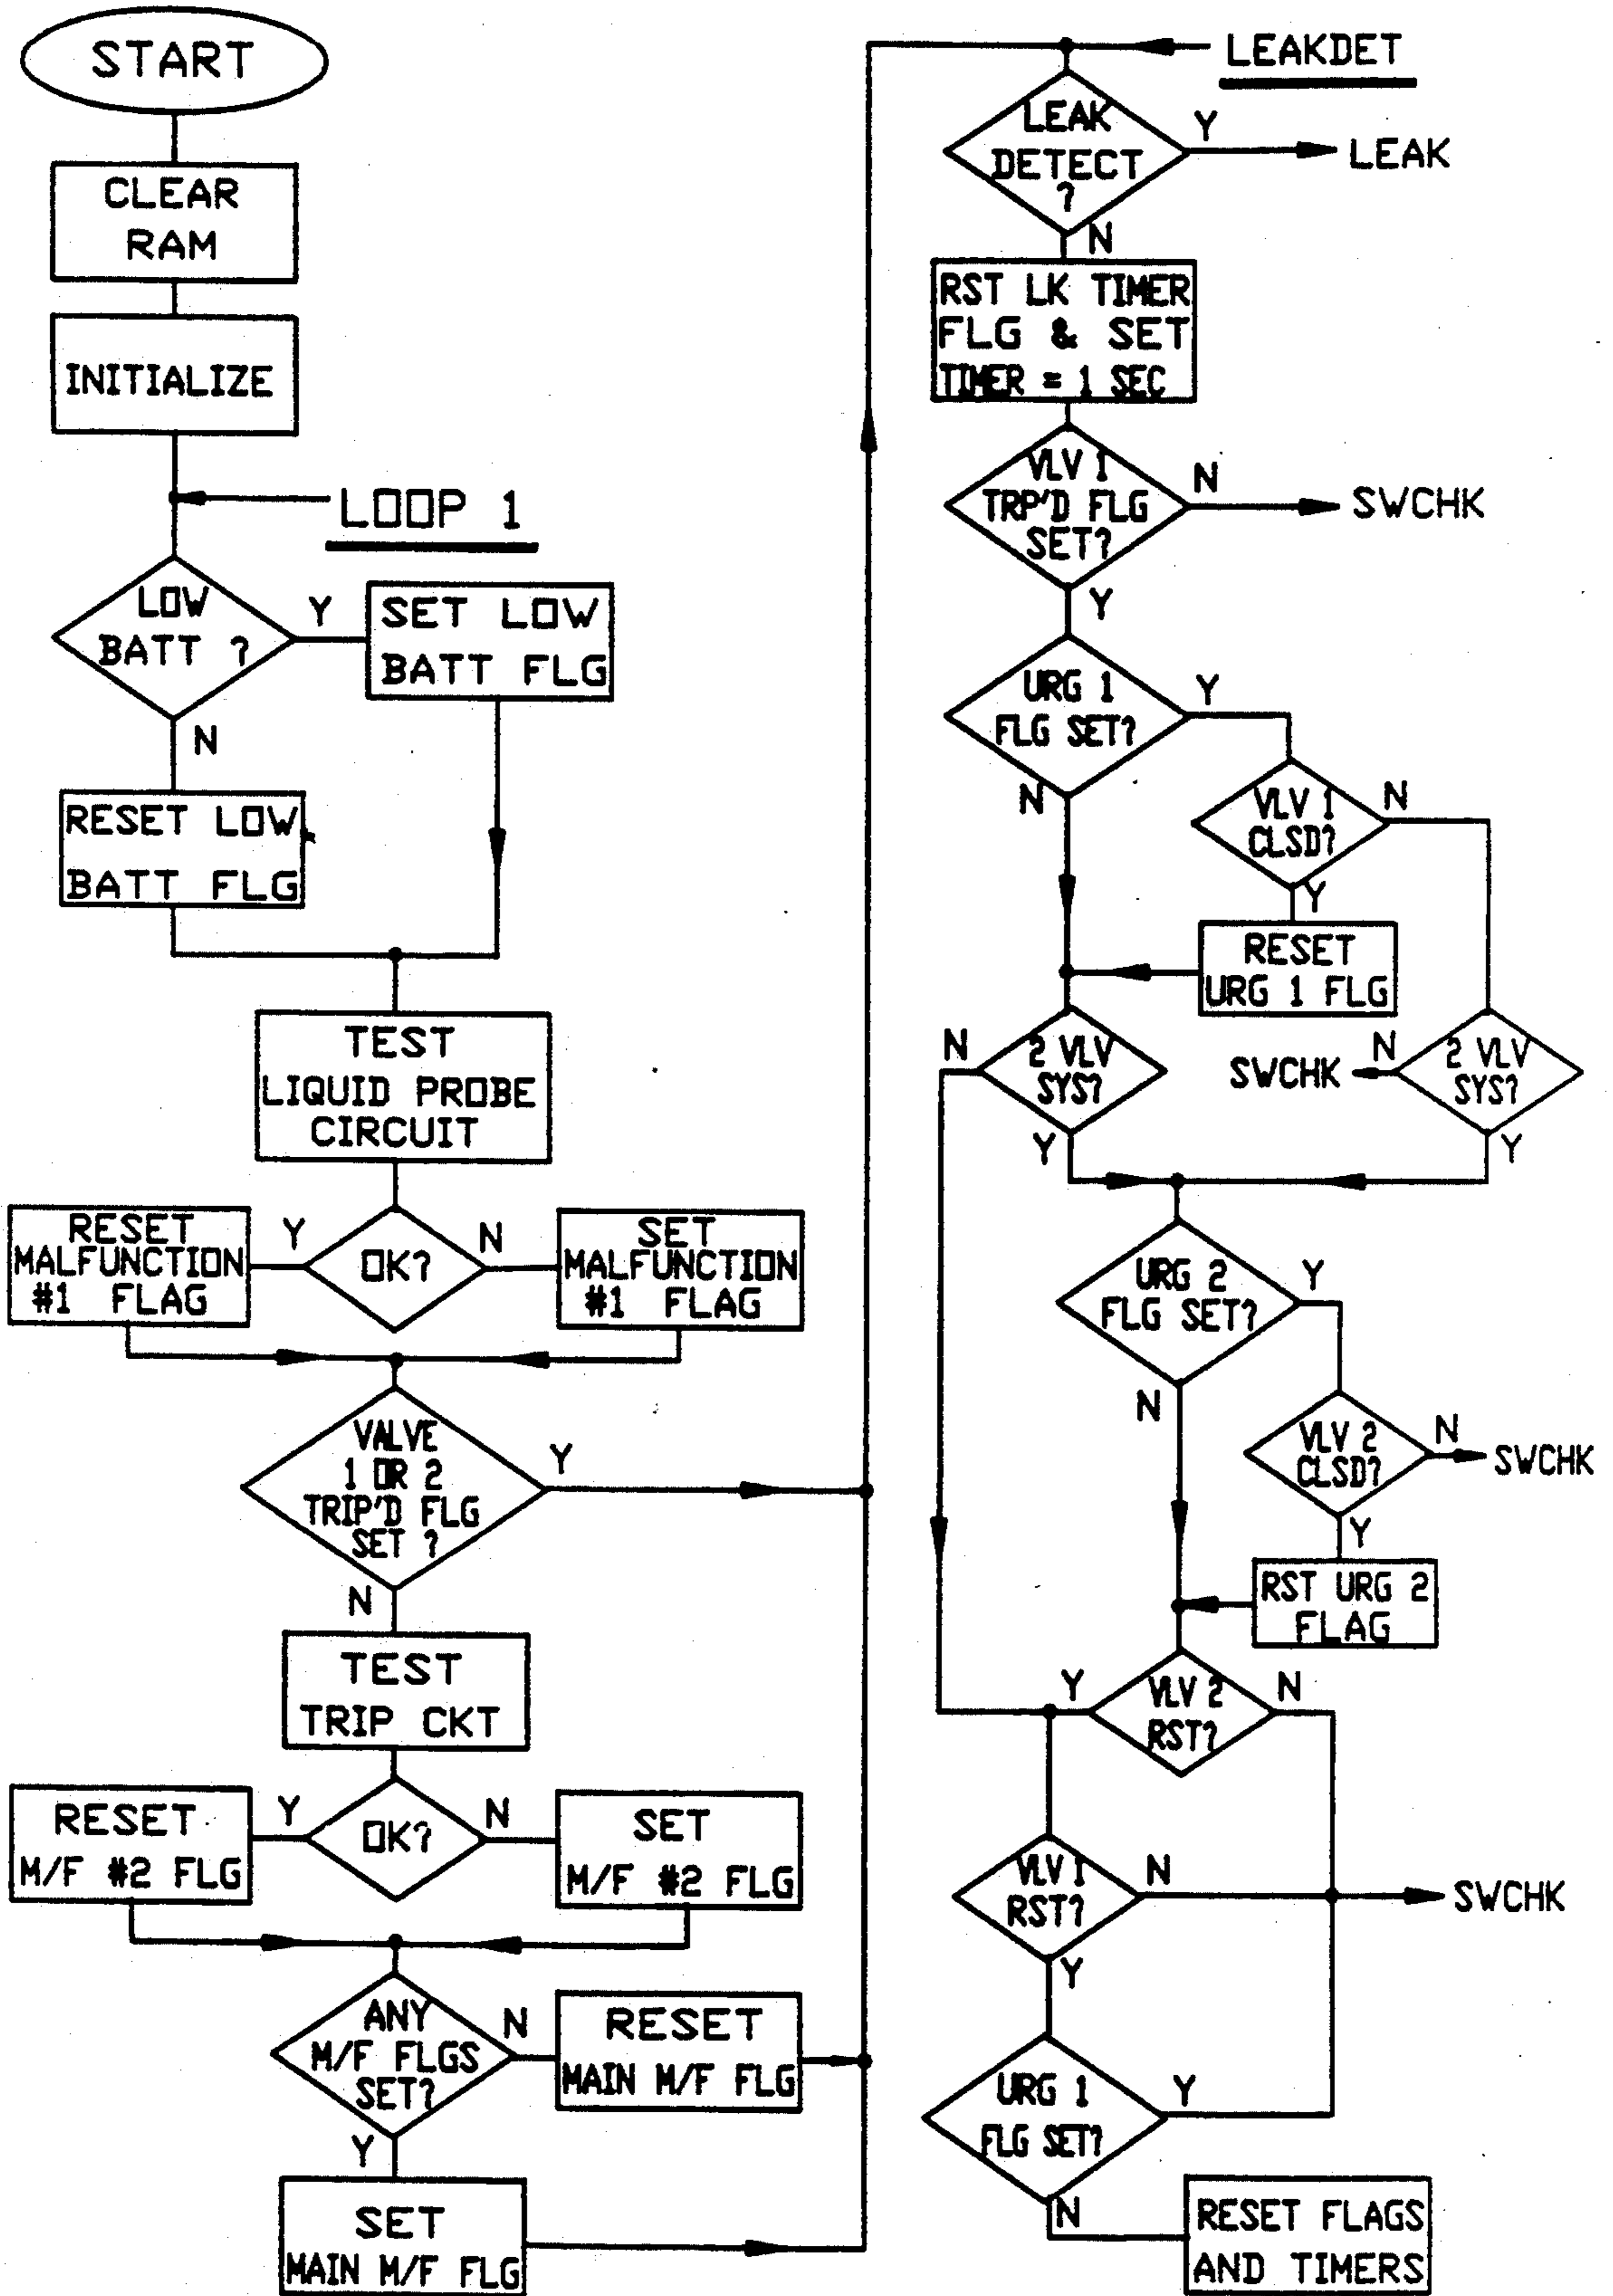 START
CLEAR
RAM
INITIALIZE
LOOP 1
LOW
BATT ?
Y
SET LOW
BATT FLG
N
RESET LOW
BATT FLG
TEST
LIQUID PROBE
CIRCUIT
RESET
MALFUNCTION
#1 FLAG
Y
OK?
N
SET
MALFUNCTION
#1 FLAG
VALVE
1 OR 2
TRIP'D FLG
SET ?
Y
N
TEST
TRIP CKT
RESET
M/F #2 FLG
Y
OK?
N
SET
M/F #2 FLG
ANY
M/F FLGS
SET?
N
RESET
MAIN M/F FLG
Y
SET
MAIN M/F FLG
LEAKDET
LEAK
DETECT
?
Y
LEAK
N
RST LK TIMER
FLG & SET
TIMER = 1 SEC
VLV 1
TRP'D FLG
SET?
N
SWCHK
Y
URG 1
FLG SET?
Y
N
VLV 1
CLSD?
N
Y
RESET
URG 1 FLG
N
2 VLV
SYS?
Y
SWCHK
N
2 VLV
SYS?
Y
URG 2
FLG SET?
Y
N
VLV 2
CLSD?
N
SWCHK
Y
RST URG 2
FLAG
Y
VLV 2
RST?
N
VLV 1
RST?
N
SWCHK
Y
URG 1
FLG SET?
Y
N
RESET FLAGS
AND TIMERS